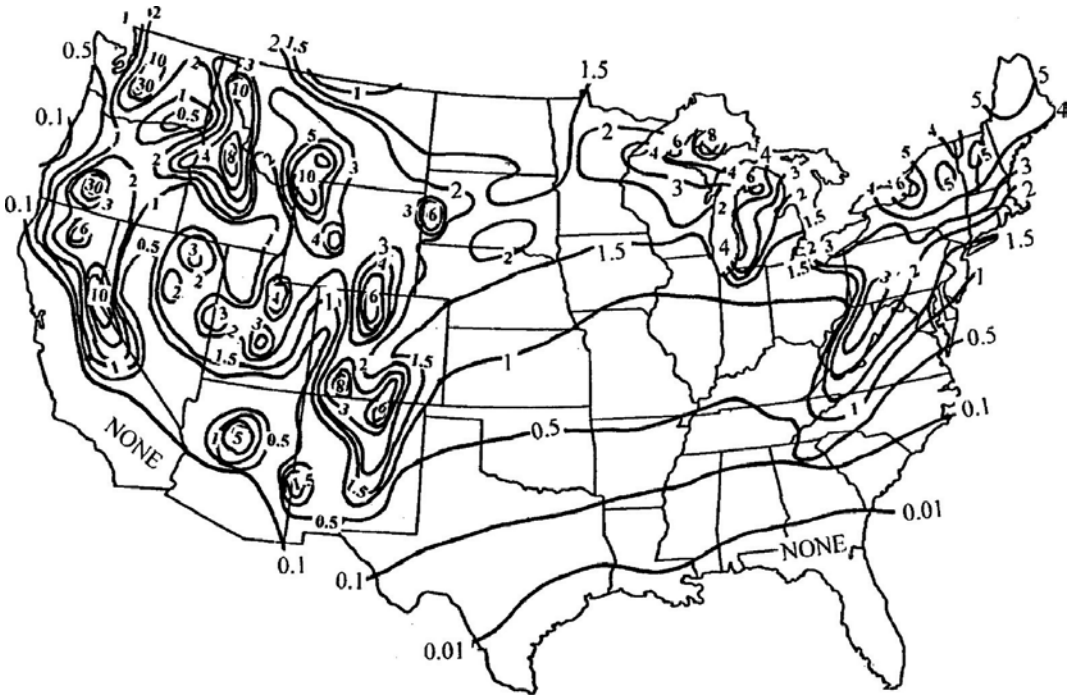 1 2 2 1.5 1.5
0.5 10 2 3 2 1 5
30 10 5 4
1 0.5 2 6 8 4
0.1 5 4 4 5 5
2 4 8 3 6 6 5
10 3 3 2
30 2 2 3 6 2 3 1.5
0.1 .3 1
6 4 2 4
0.5 3 3 1.5 2 3 1.5
2 4 1.5
10 2 4 6 1 3 2 1
3 1
2 3 2 1.5
1 1.5 8 1 0.5
3 6 1 0.1
NONE 1 5 0.5 0.5
1.5 1.5
0.5 0.01
0.1 0.1 NONE
0.01